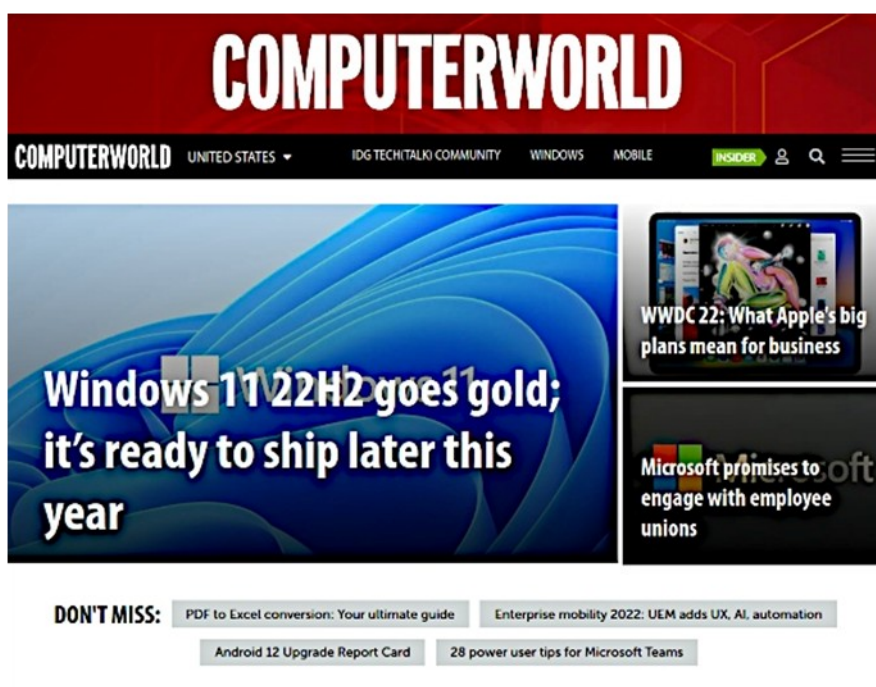 COMPUTERWORLD
COMPUTERWORLD UNITED STATES IDG TECH(TALK) COMMUNITY WINDOWS MOBILE INSIDER
Windows 11
Windows 11 22H2 goes gold;
it's ready to ship later this
year
WWDC 22: What Apple's big
plans mean for business
Microsoft
Microsoft promises to
engage with employee
unions
DON'T MISS: PDF to Excel conversion: Your ultimate guide Enterprise mobility 2022: UEM adds UX, AI, automation
Android 12 Upgrade Report Card 28 power user tips for Microsoft Teams